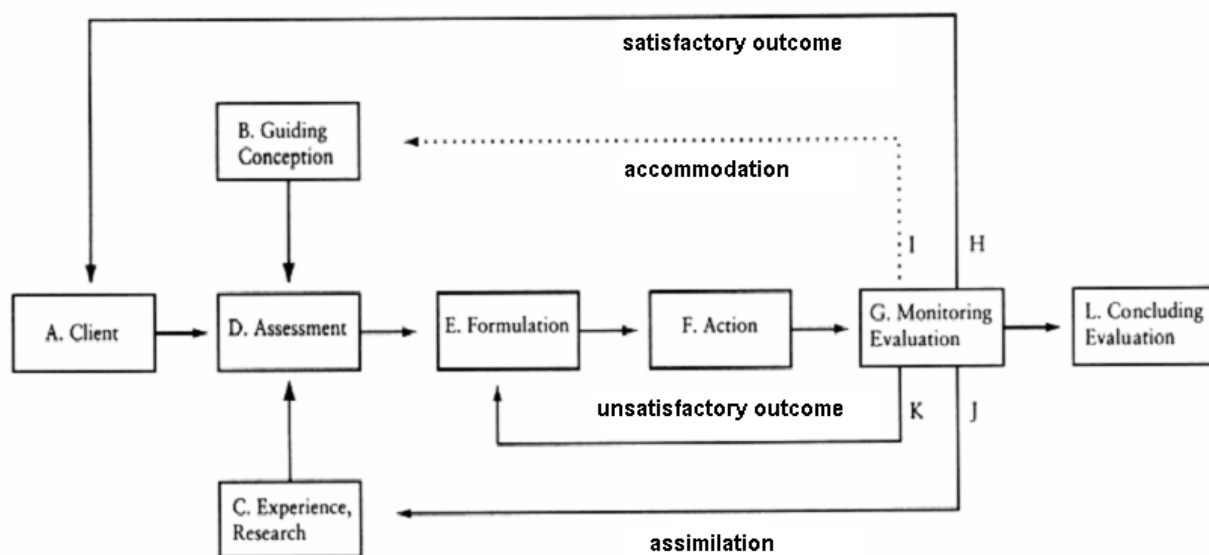 satisfactory outcome
B. Guiding
Conception
accommodation
I
H
A. Client
D. Assessment
E. Formulation
F. Action
G. Monitoring
Evaluation
L. Concluding
Evaluation
unsatisfactory outcome
K
J
C. Experience,
Research
assimilation